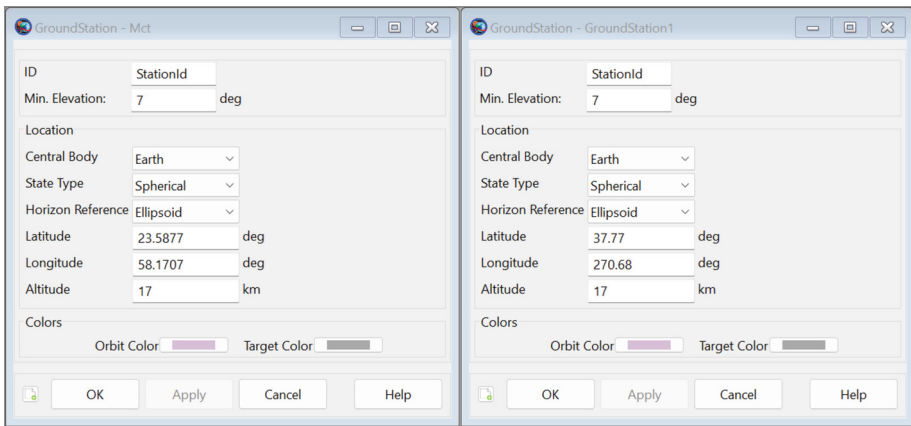 GroundStation - Mct
ID StationId
Min. Elevation: 7 deg
Location
Central Body Earth
State Type Spherical
Horizon Reference Ellipsoid
Latitude 23.5877 deg
Longitude 58.1707 deg
Altitude 17 km
Colors
Orbit Color Target Color
OK Apply Cancel Help
GroundStation - GroundStation1
ID StationId
Min. Elevation: 7 deg
Location
Central Body Earth
State Type Spherical
Horizon Reference Ellipsoid
Latitude 37.77 deg
Longitude 270.68 deg
Altitude 17 km
Colors
Orbit Color Target Color
OK Apply Cancel Help